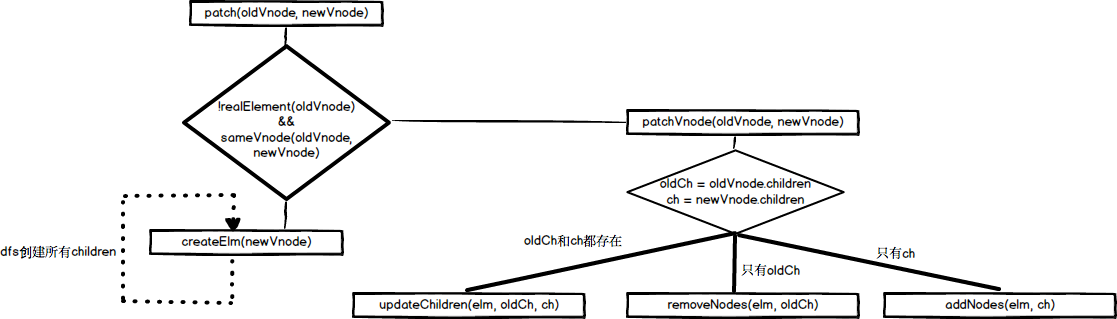 patch(oldVnode, newVnode)
!realElement(oldVnode)
&&
sameVnode(oldVnode,
newVnode)
patchVnode(oldVnode, newVnode)
oldCh = oldVnode.children
ch = newVnode.children
createElm(newVnode)
dfs创建所有children
oldCh和ch都存在
只有oldCh
只有ch
updateChildren(elm, oldCh, ch)
removeNodes(elm, oldCh)
addNodes(elm, ch)